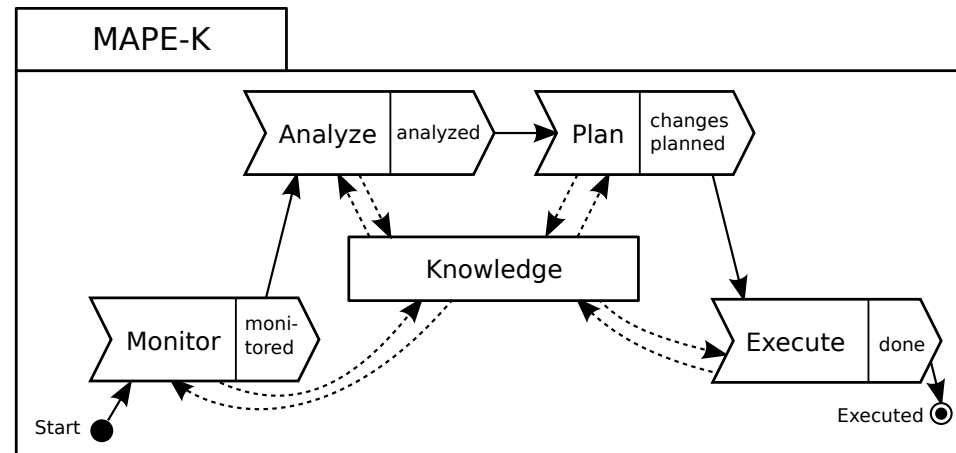 MAPE-K
Analyze
analyzed
Plan
changes
planned
Knowledge
Monitor
moni-
tored
Execute
done
Start
Executed